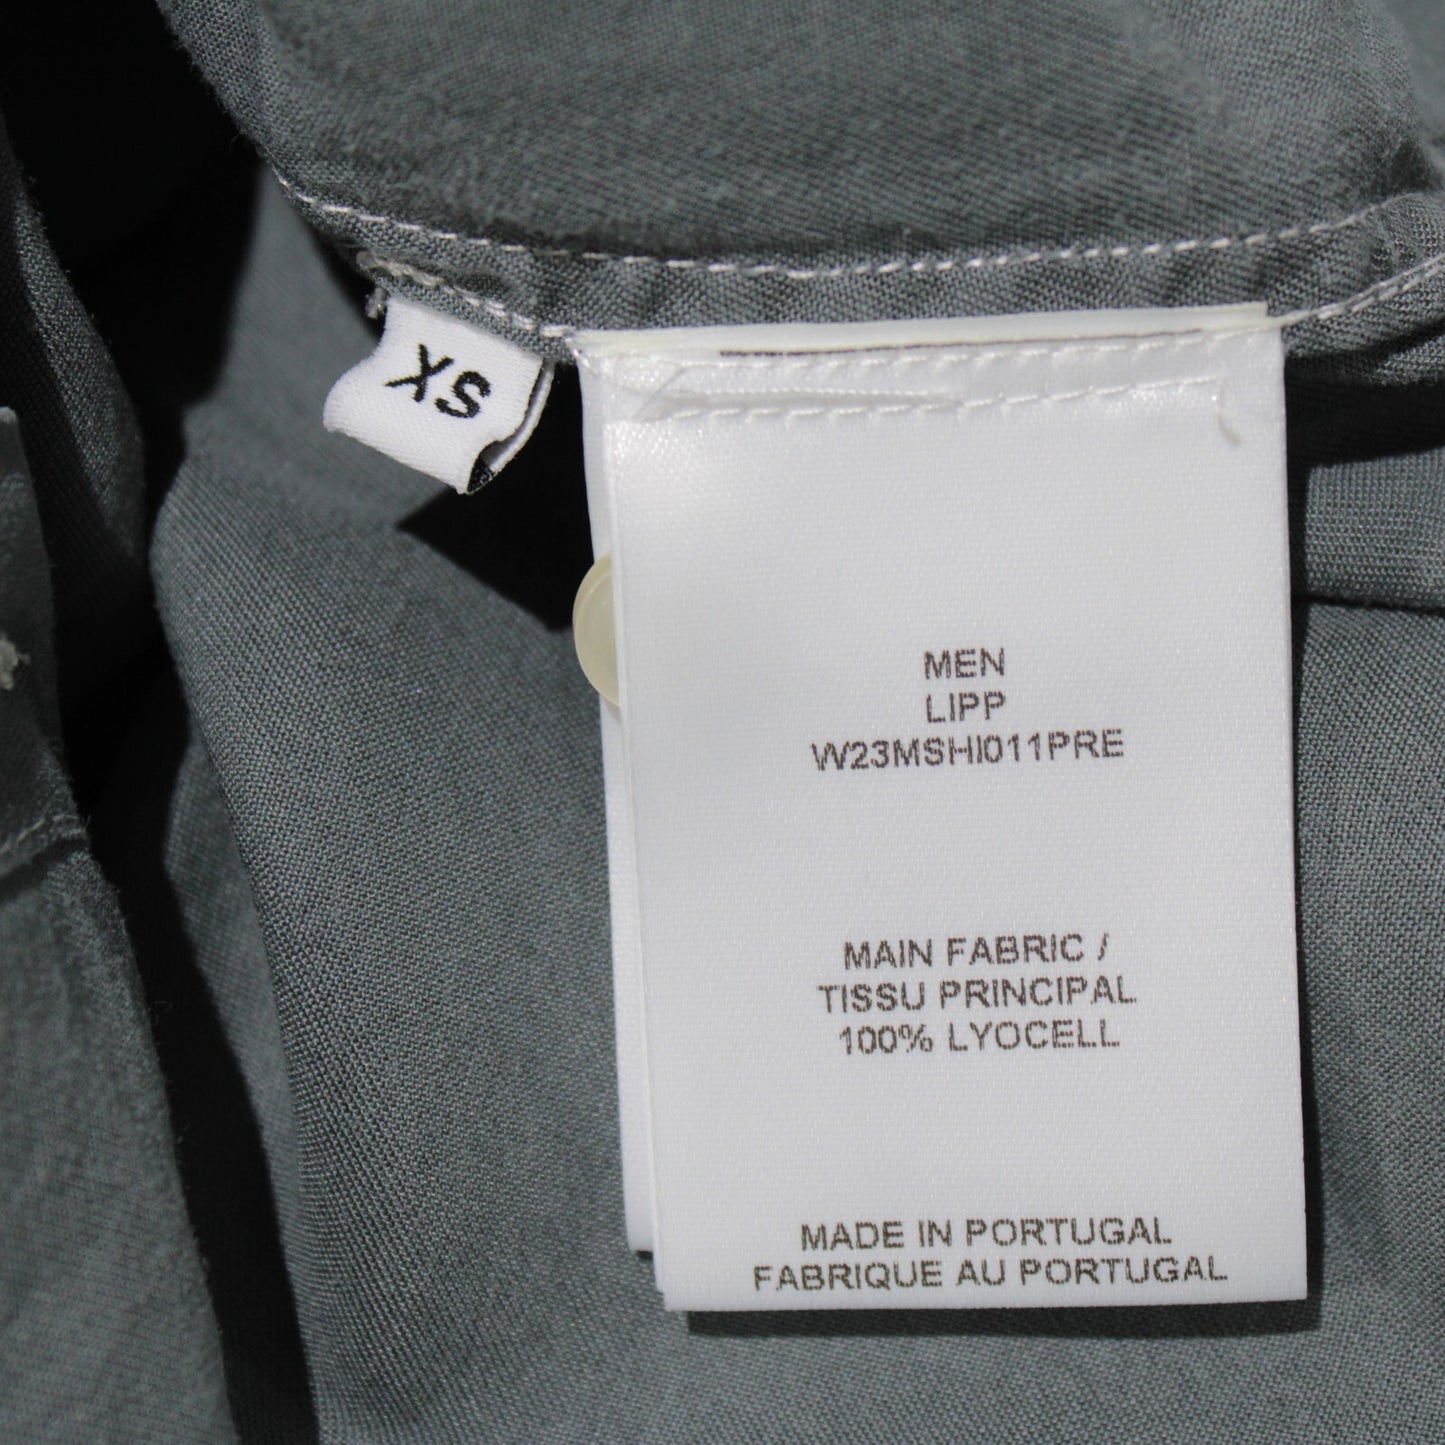 XS
MEN
LIPP
W23MSHI011PRE
MAIN FABRIC /
TISSU PRINCIPAL
100% LYOCELL
MADE IN PORTUGAL
FABRIQUE AU PORTUGAL